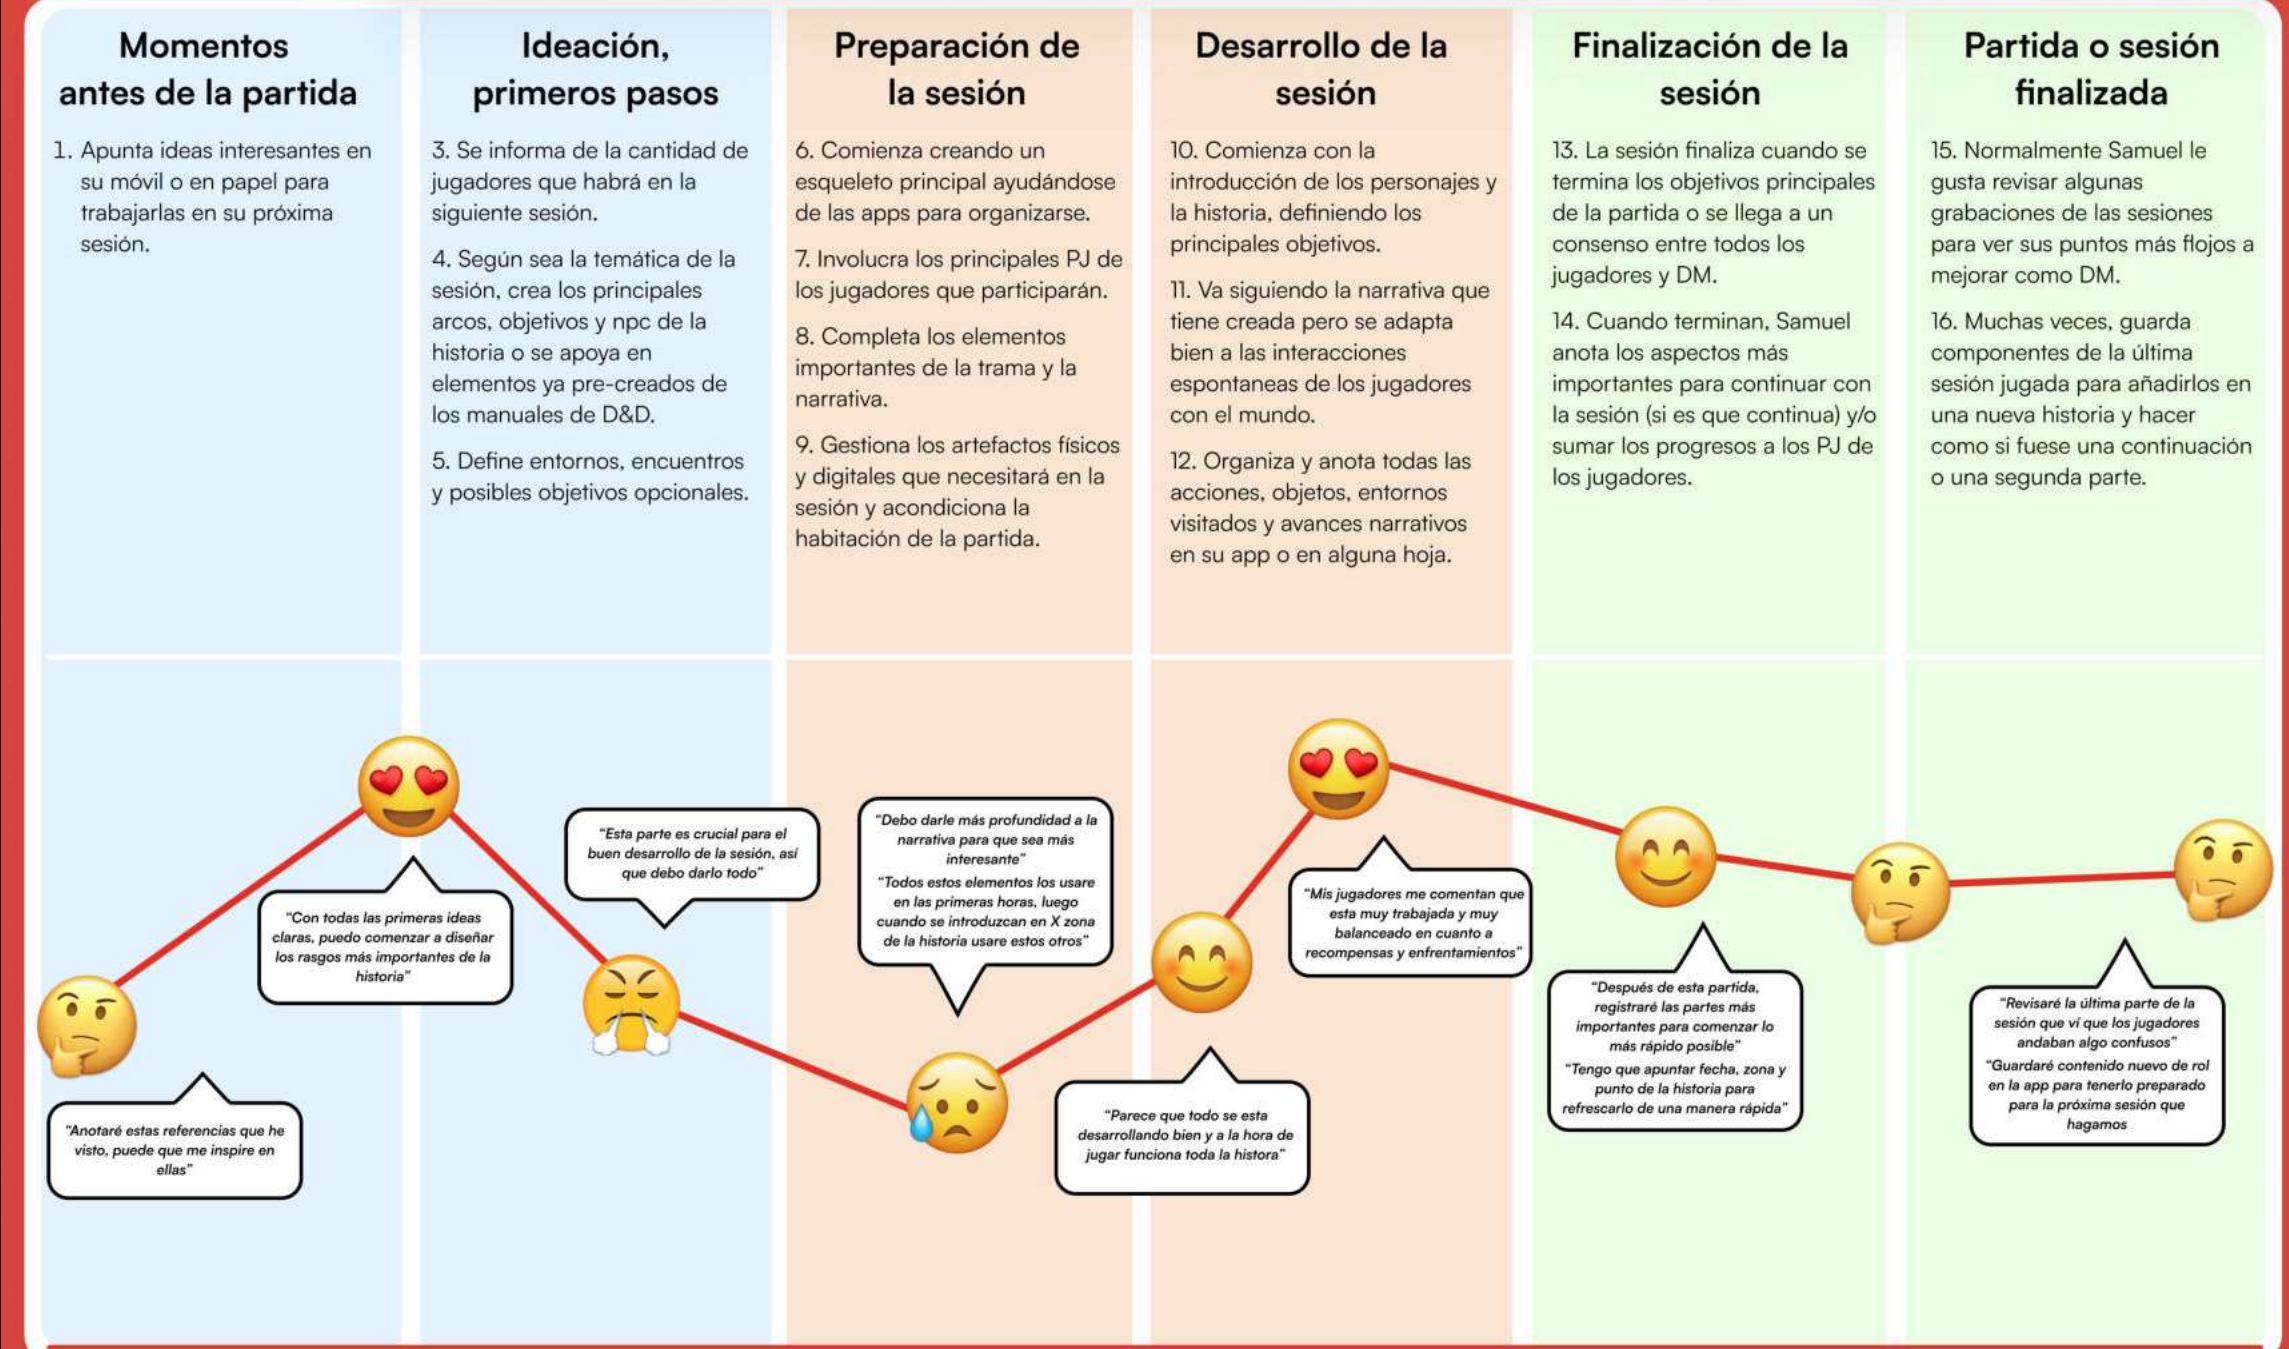 Momentos
antes de la partida
1. Apunta ideas interesantes en
su móvil o en papel para
trabajarlas en su próxima
sesión.
Ideación,
primeros pasos
3. Se informa de la cantidad de
jugadores que habrá en la
siguiente sesión.
4. Según sea la temática de la
sesión, crea los principales
arcos, objetivos y npc de la
historia o se apoya en
elementos ya pre-creados de
los manuales de D&D.
5. Define entornos, encuentros
y posibles objetivos opcionales.
Preparación de
la sesión
6. Comienza creando un
esqueleto principal ayudándose
de las apps para organizarse.
7. Involucra los principales PJ de
los jugadores que participarán.
8. Completa los elementos
importantes de la trama y la
narrativa.
9. Gestiona los artefactos físicos
y digitales que necesitará en la
sesión y acondiciona la
habitación de la partida.
Desarrollo de la
sesión
10. Comienza con la
introducción de los personajes y
la historia, definiendo los
principales objetivos.
11. Va siguiendo la narrativa que
tiene creada pero se adapta
bien a las interacciones
espontaneas de los jugadores
con el mundo.
12. Organiza y anota todas las
acciones, objetos, entornos
visitados y avances narrativos
en su app o en alguna hoja.
Finalización de la
sesión
13. La sesión finaliza cuando se
termina los objetivos principales
de la partida o se llega a un
consenso entre todos los
jugadores y DM.
14. Cuando terminan, Samuel
anota los aspectos más
importantes para continuar con
la sesión (si es que continua) y/o
sumar los progresos a los PJ de
los jugadores.
Partida o sesión
finalizada
15. Normalmente Samuel le
gusta revisar algunas
grabaciones de las sesiones
para ver sus puntos más flojos a
mejorar como DM.
16. Muchas veces, guarda
componentes de la última
sesión jugada para añadirlos en
una nueva historia y hacer
como si fuese una continuación
o una segunda parte.
"Anotaré estas referencias que he
visto, puede que me inspire en
ellas"
"Con todas las primeras ideas
claras, puedo comenzar a diseñar
los rasgos más importantes de la
historia"
"Esta parte es crucial para el
buen desarrollo de la sesión, así
que debo darlo todo"
"Debo darle más profundidad a la
narrativa para que sea más
interesante"
"Todos estos elementos los usare
en las primeras horas, luego
cuando se introduzcan en X zona
de la historia usare estos otros"
"Parece que todo se esta
desarrollando bien y a la hora de
jugar funciona toda la histora"
"Mis jugadores me comentan que
esta muy trabajada y muy
balanceado en cuanto a
recompensas y enfrentamientos"
"Después de esta partida,
registraré las partes más
importantes para comenzar lo
más rápido posible"
"Tengo que apuntar fecha, zona y
punto de la historia para
refrescarlo de una manera rápida"
"Revisaré la última parte de la
sesión que ví que los jugadores
andaban algo confusos"
"Guardaré contenido nuevo de rol
en la app para tenerlo preparado
para la próxima sesión que
hagamos